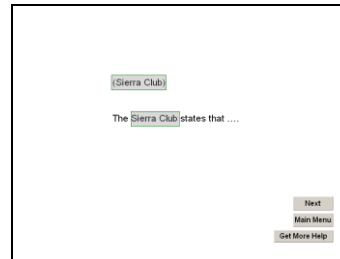 (Sierra Club)
The Sierra Club states that ….
Next
Main Menu
Get More Help